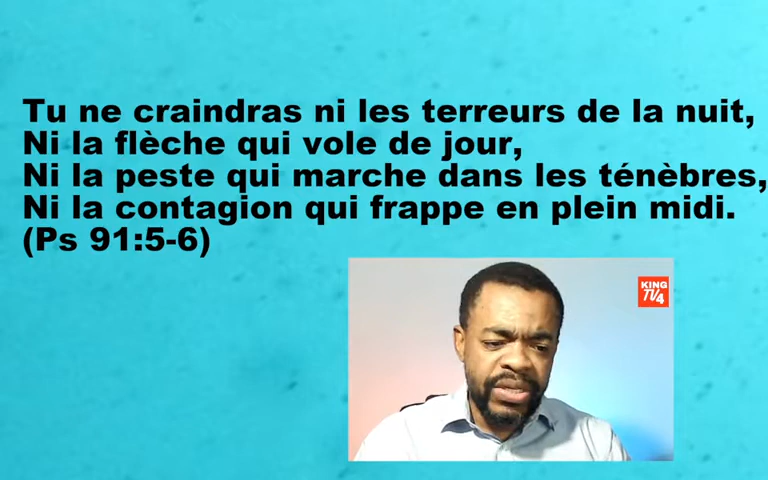 Tu ne craindras ni les terreurs de la nuit,
Ni la flèche qui vole de jour,
Ni la peste qui marche dans les ténèbres,
Ni la contagion qui frappe en plein midi.
(Ps 91:5-6)
KING
TV4